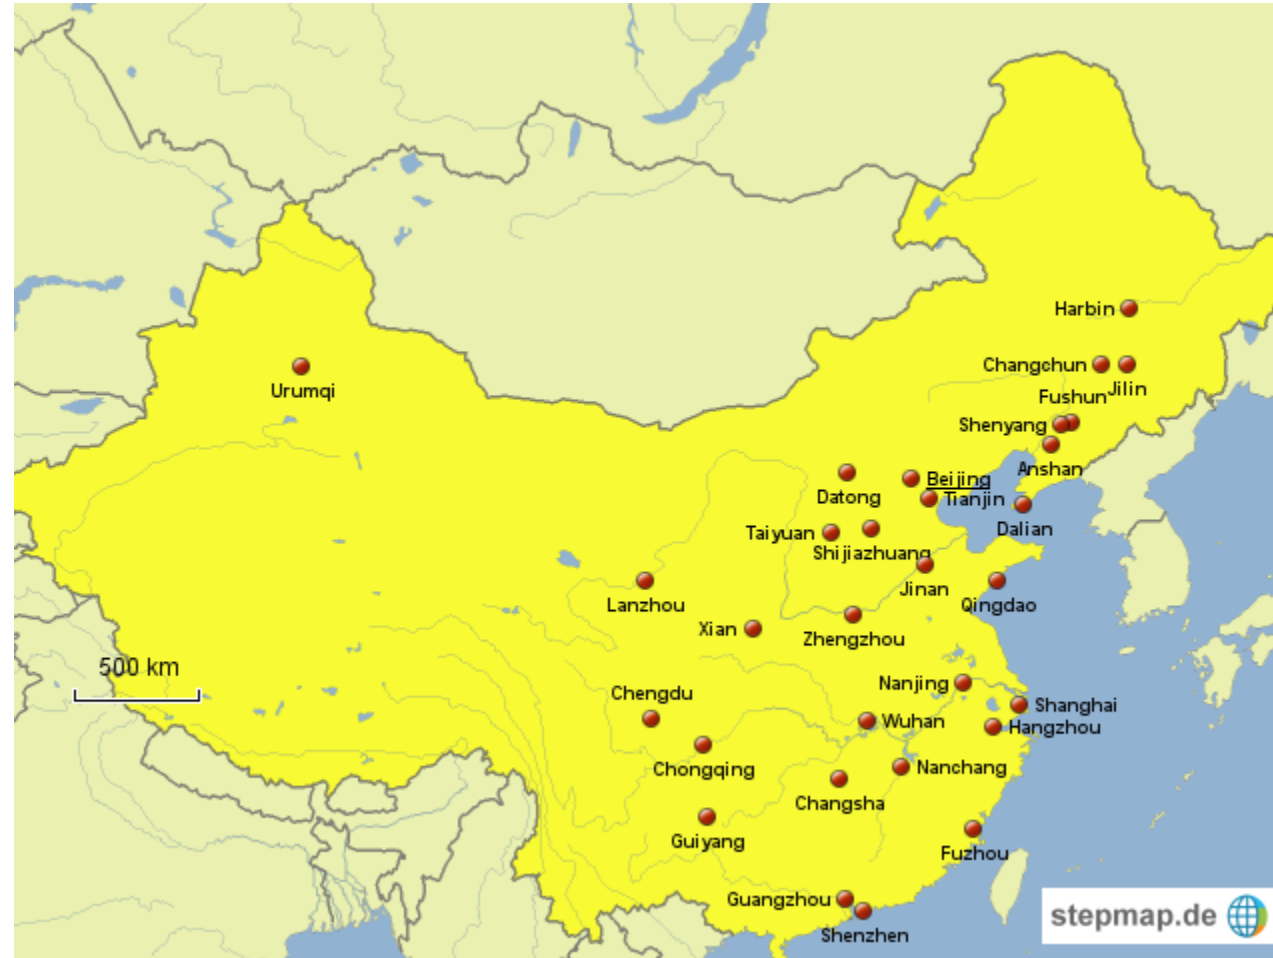 Harbin
Changchun
Jilin
Urumqi
Fushun
Shenyang
Anshan
Beijing
Datong
Tianjin
Dalian
Taiyuan
Shijiazhuang
Jinan
Lanzhou
Qingdao
Xian
Zhengzhou
500 km
Nanjing
Chengdu
Shanghai
Wuhan
Hangzhou
Chongqing
Nanchang
Changsha
Guiyang
Fuzhou
Guangzhou
stepmap.de
Shenzhen